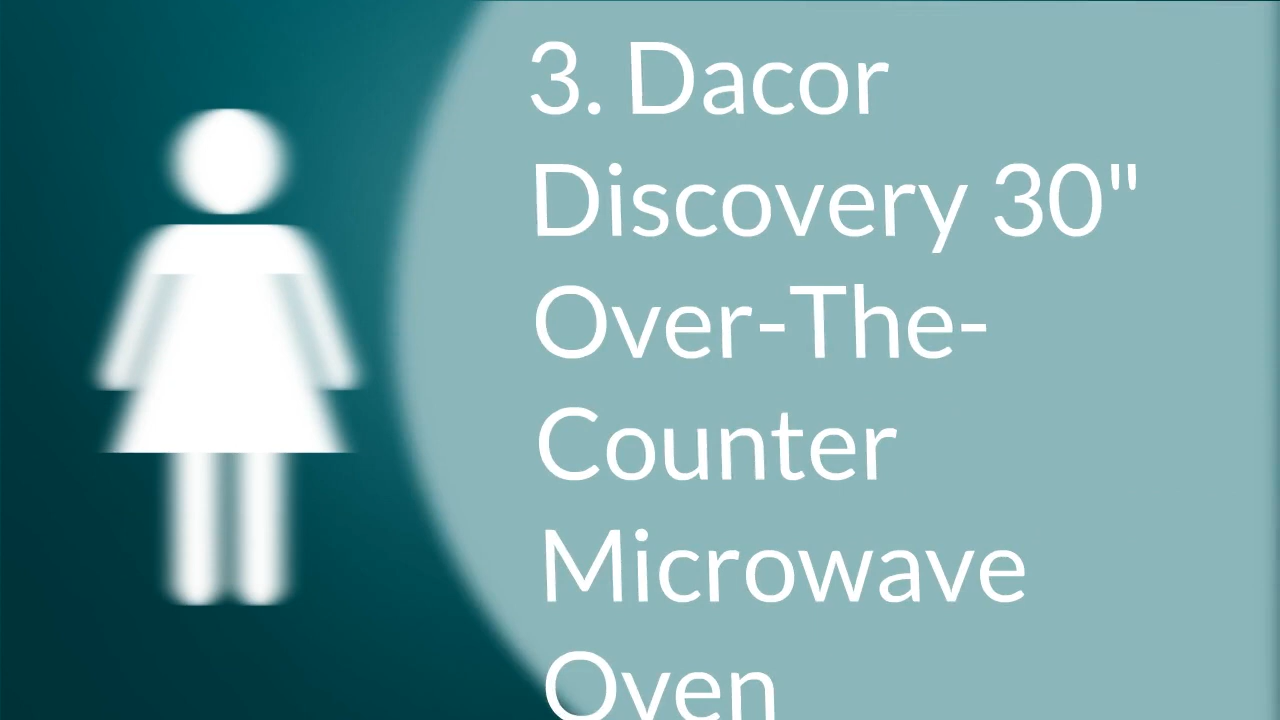 3. Dacor
Discovery 30"
Over-The-
Counter
Microwave
Oven